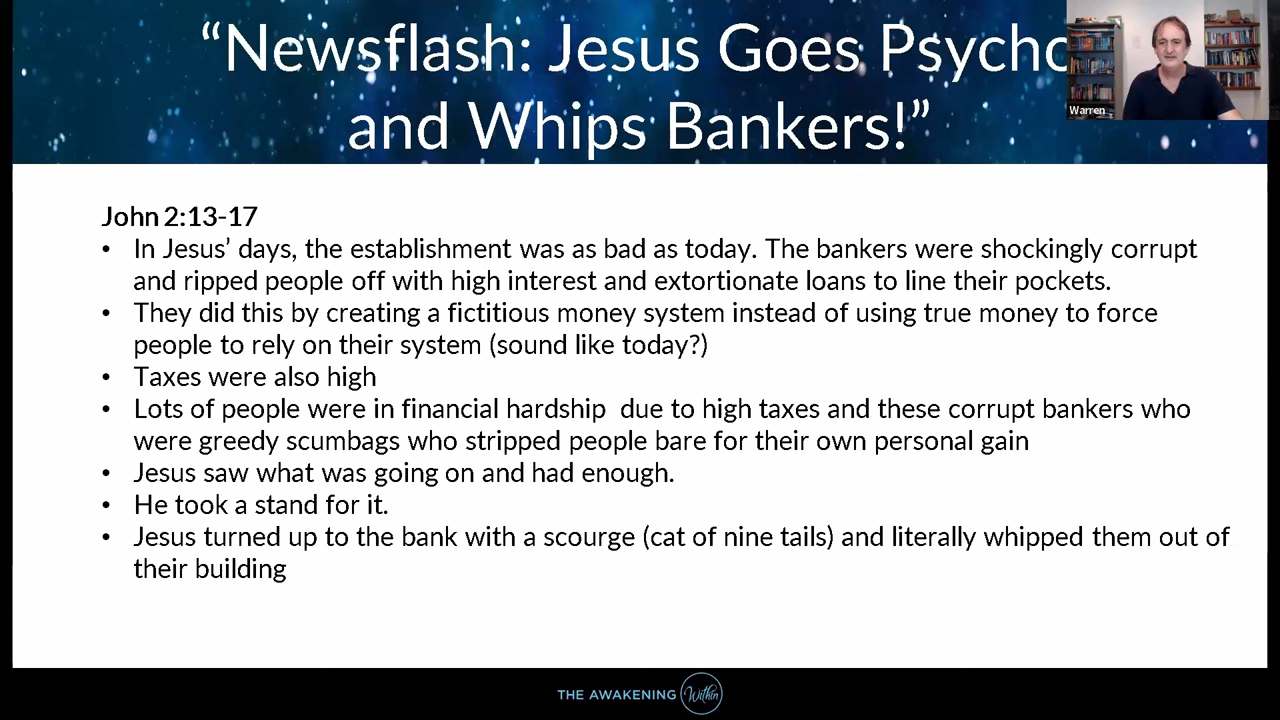 “Newsflash: Jesus Goes Psycho
and Whips Bankers!”
Warren
John 2:13-17
• In Jesus’ days, the establishment was as bad as today. The bankers were shockingly corrupt
and ripped people off with high interest and extortionate loans to line their pockets.
• They did this by creating a fictitious money system instead of using true money to force
people to rely on their system (sound like today?)
• Taxes were also high
• Lots of people were in financial hardship  due to high taxes and these corrupt bankers who
were greedy scumbags who stripped people bare for their own personal gain
• Jesus saw what was going on and had enough.
• He took a stand for it.
• Jesus turned up to the bank with a scourge (cat of nine tails) and literally whipped them out of
their building
THE AWAKENING Within